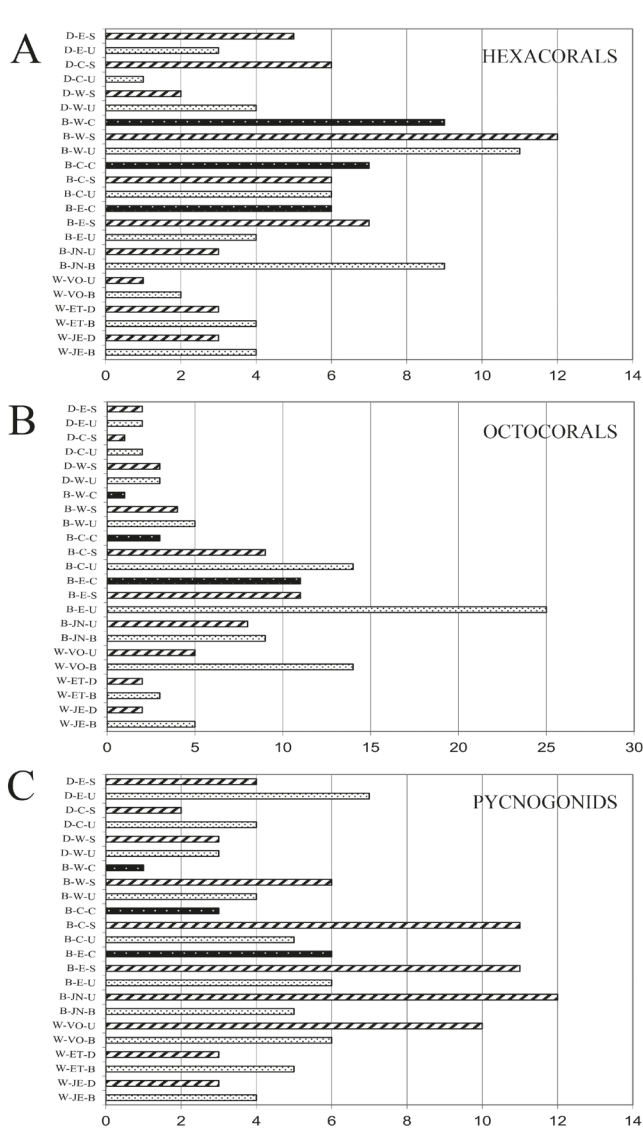 A
HEXACORALS
D-E-S
D-E-U
D-C-S
D-C-U
D-W-S
D-W-U
B-W-C
B-W-S
B-W-U
B-C-C
B-C-S
B-C-U
B-E-C
B-E-S
B-E-U
B-JN-U
B-JN-B
W-VO-U
W-VO-B
W-ET-D
W-ET-B
W-JE-D
W-JE-B
0 2 4 6 8 10 12 14
B
OCTOCORALS
D-E-S
D-E-U
D-C-S
D-C-U
D-W-S
D-W-U
B-W-C
B-W-S
B-W-U
B-C-C
B-C-S
B-C-U
B-E-C
B-E-S
B-E-U
B-JN-U
B-JN-B
W-VO-U
W-VO-B
W-ET-D
W-ET-B
W-JE-D
W-JE-B
0 5 10 15 20 25 30
C
PYCNOGONIDS
D-E-S
D-E-U
D-C-S
D-C-U
D-W-S
D-W-U
B-W-C
B-W-S
B-W-U
B-C-C
B-C-S
B-C-U
B-E-C
B-E-S
B-E-U
B-JN-U
B-JN-B
W-VO-U
W-VO-B
W-ET-D
W-ET-B
W-JE-D
W-JE-B
0 2 4 6 8 10 12 14